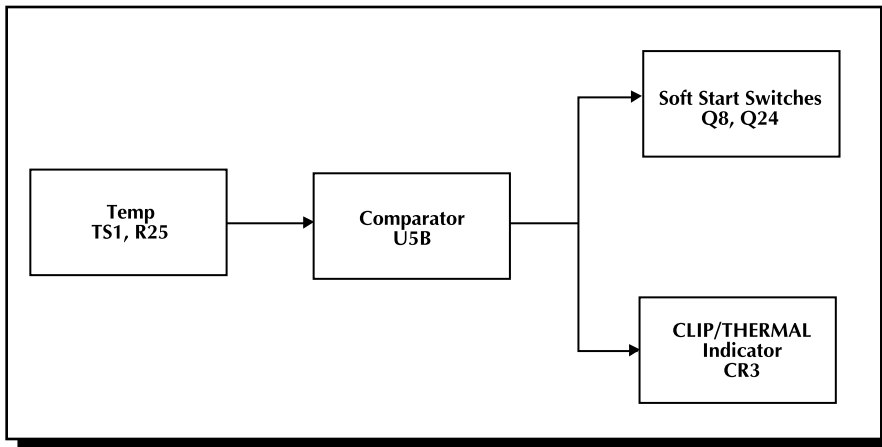 Temp
TS1, R25
Comparator
U5B
Soft Start Switches
Q8, Q24
CLIP/THERMAL
Indicator
CR3